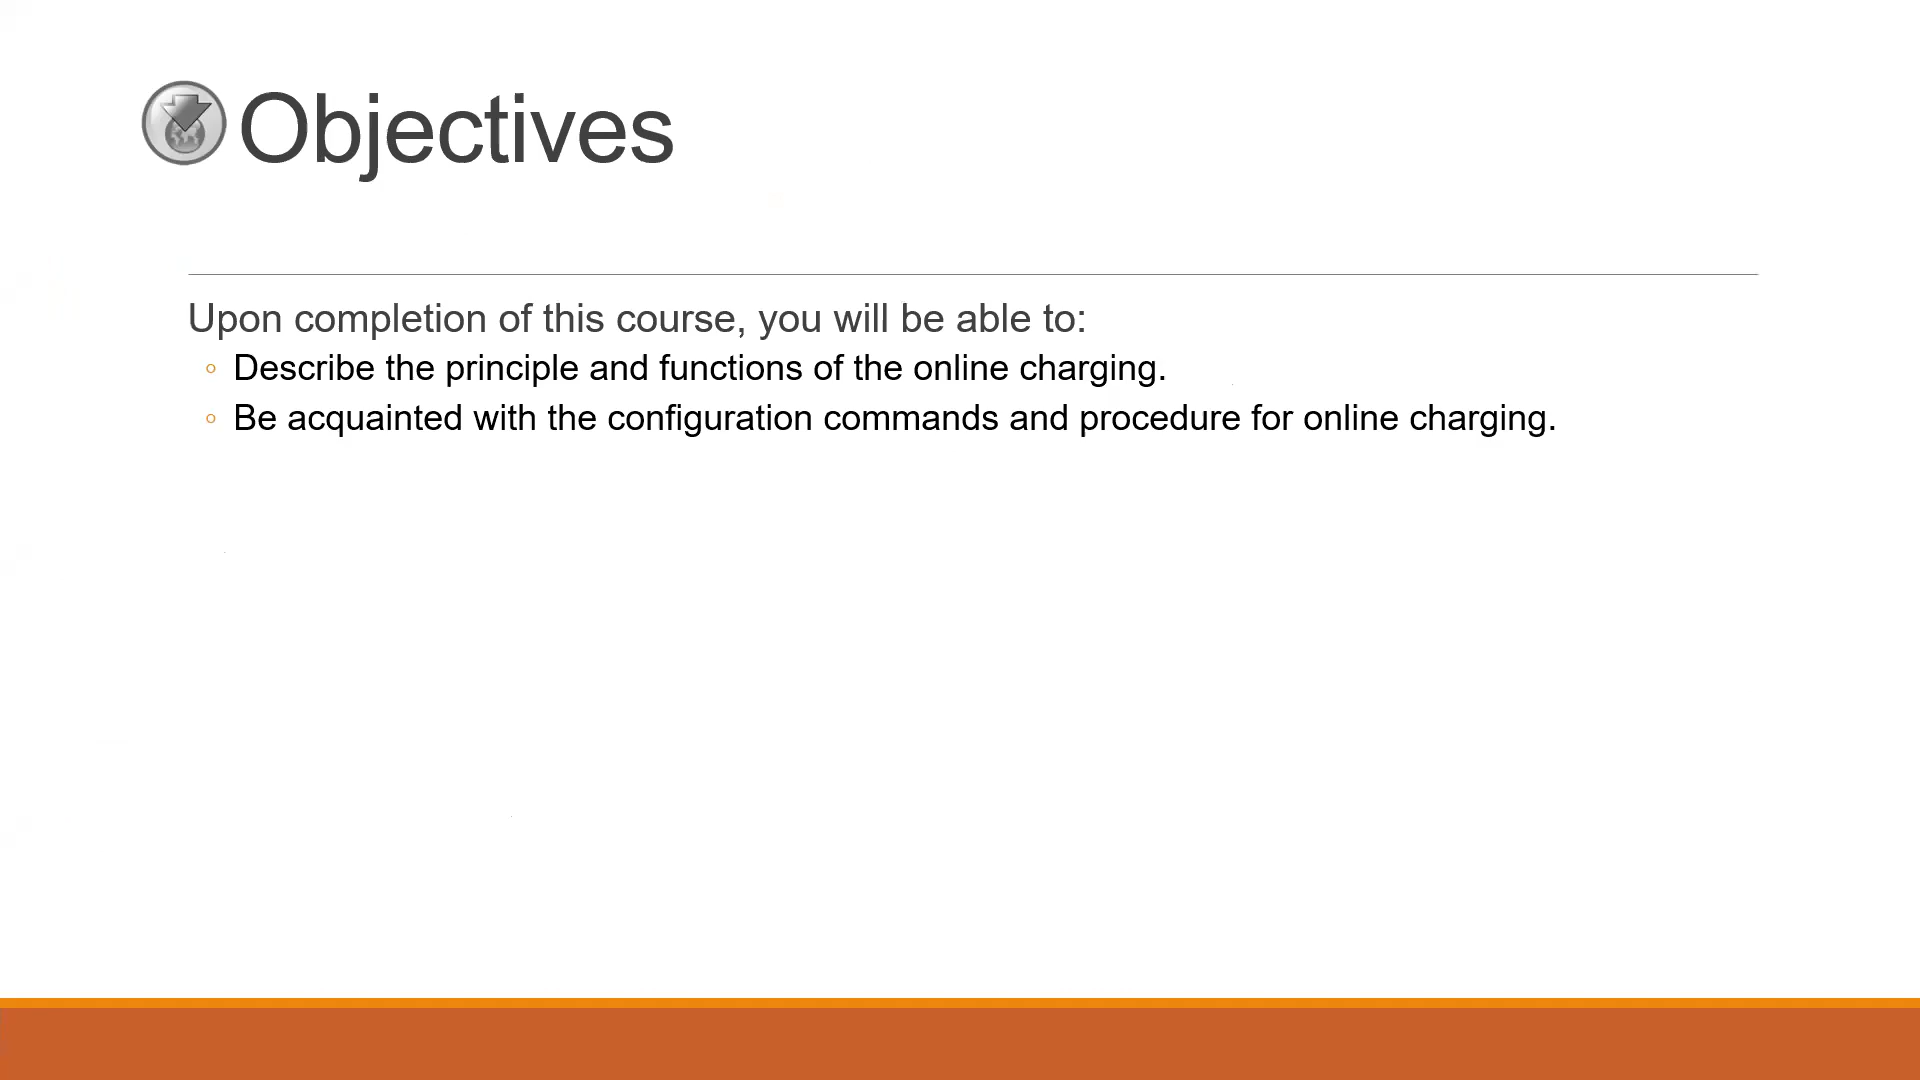 Objectives
Upon completion of this course, you will be able to:
◦ Describe the principle and functions of the online charging.
◦ Be acquainted with the configuration commands and procedure for online charging.